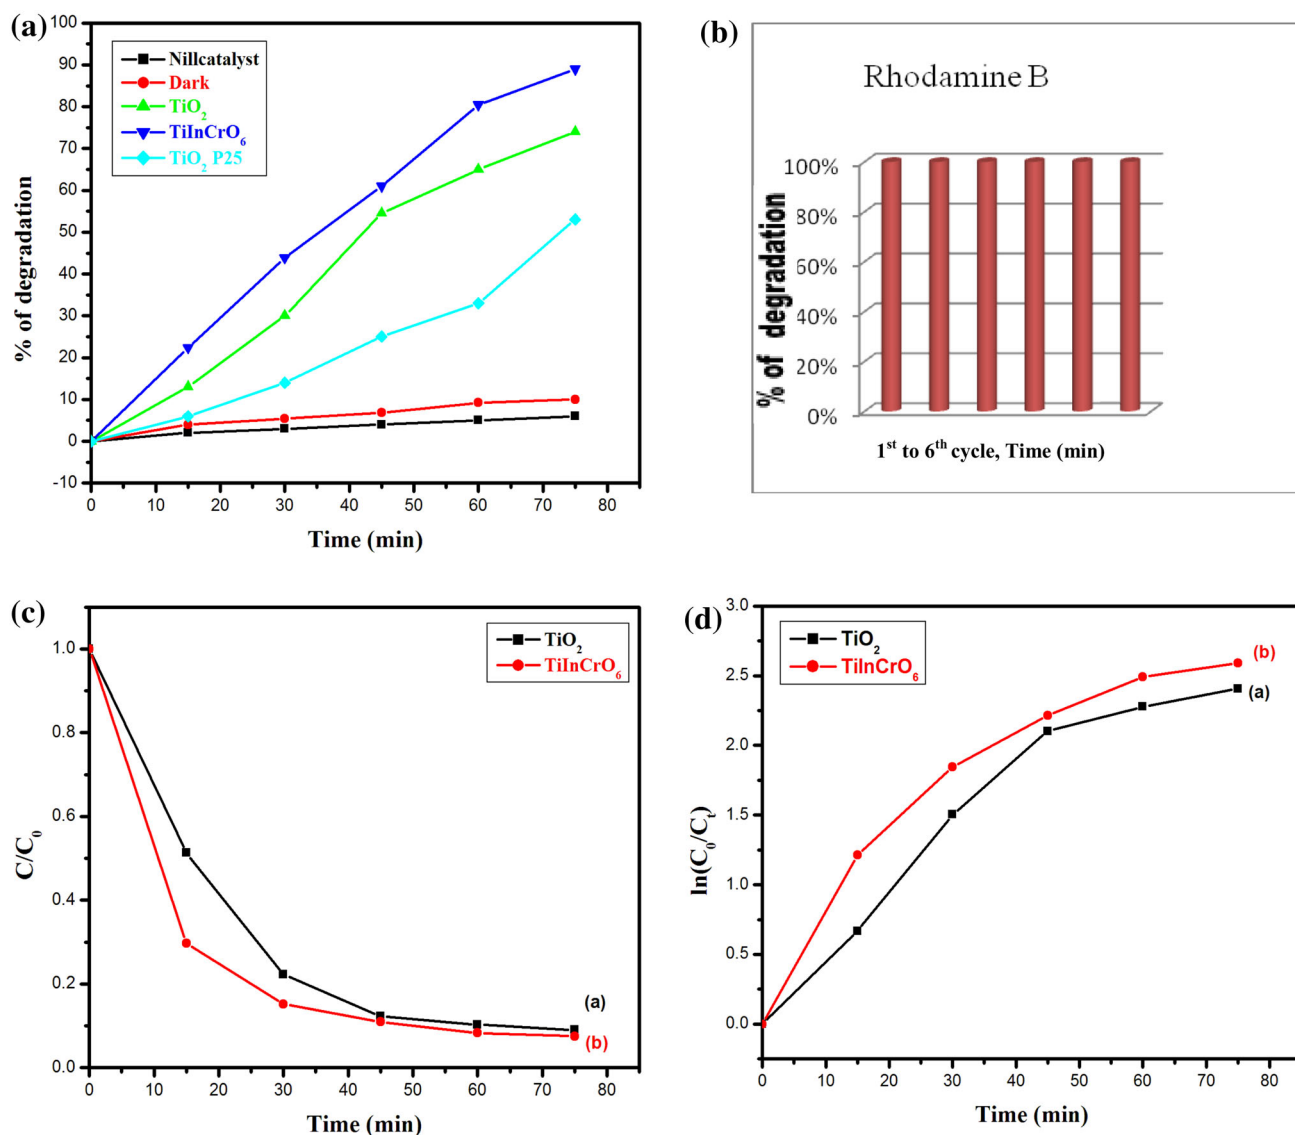 (a)
Nillcatalyst
Dark
TiO2
TiInCrO6
TiO2 P25
100
90
80
70
60
50
40
30
20
10
0
-10
% of degradation
0 10 20 30 40 50 60 70 80
Time (min)
(b)
Rhodamine B
100%
80%
60%
40%
20%
0%
% of degradation
1st to 6th cycle, Time (min)
(c)
TiO2
TiInCrO6
1.0
0.8
0.6
0.4
0.2
0.0
C/C0
(a)
(b)
0 10 20 30 40 50 60 70 80
Time (min)
(d)
TiO2
TiInCrO6
3.0
2.5
2.0
1.5
1.0
0.5
0.0
ln(C0/Ct)
(b)
(a)
0 10 20 30 40 50 60 70 80
Time (min)